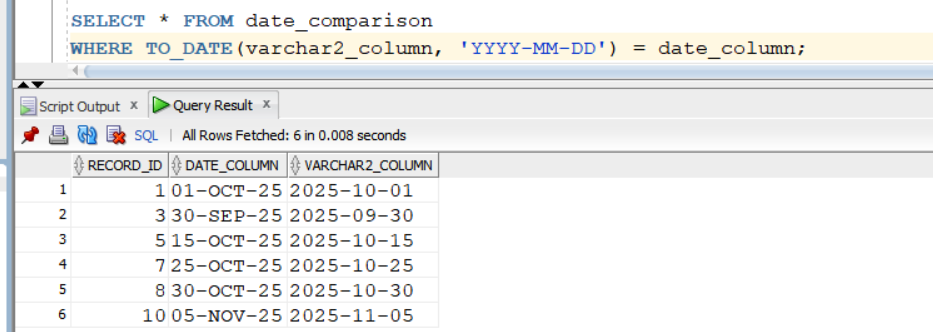 SELECT * FROM date_comparison
WHERE TO_DATE(varchar2_column, 'YYYY-MM-DD') = date_column;
Script Output x Query Result x
SQL | All Rows Fetched: 6 in 0.008 seconds
RECORD_ID DATE_COLUMN VARCHAR2_COLUMN
1 1 01-OCT-25 2025-10-01
2 3 30-SEP-25 2025-09-30
3 5 15-OCT-25 2025-10-15
4 7 25-OCT-25 2025-10-25
5 8 30-OCT-25 2025-10-30
6 10 05-NOV-25 2025-11-05